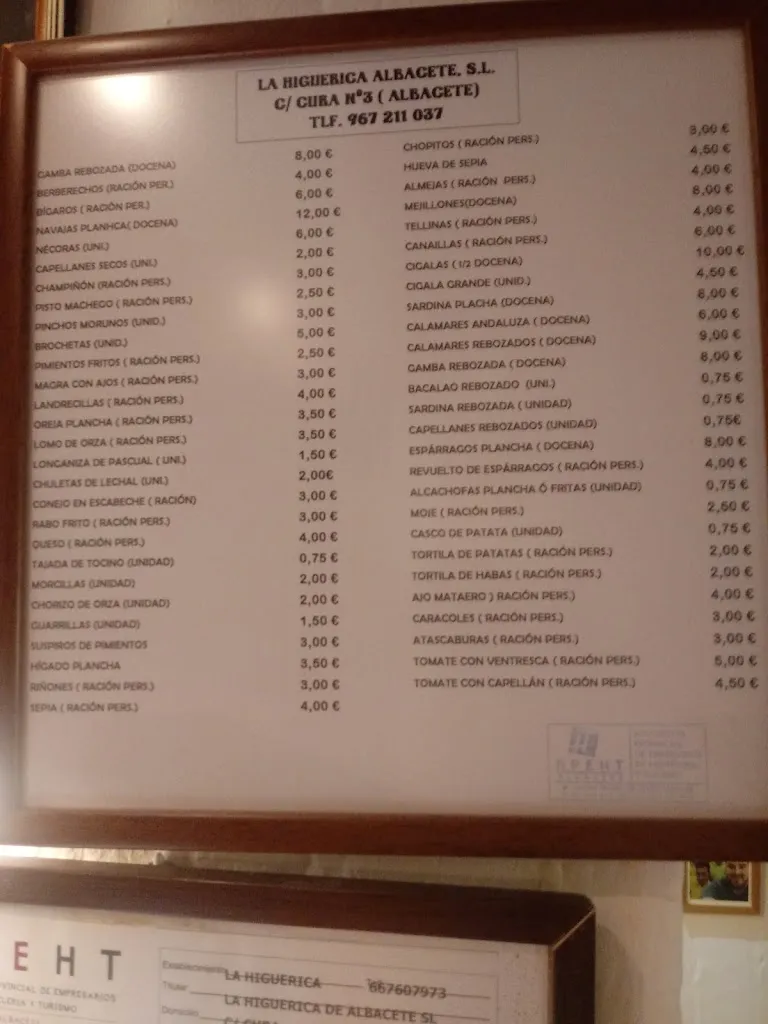 LA HIGUERICA ALBACETE, S.L.
C/ CUBA Nº3 ( ALBACETE)
TLF. 967 211 037
GAMBA REBOZADA (DOCENA) 8,00 €
BERBERECHOS (RACIÓN PER.) 4,00 €
BÍGAROS ( RACIÓN PER.) 6,00 €
NAVAJAS PLANHCA( DOCENA) 12,00 €
NÉCORAS (UNI.) 6,00 €
CAPELLANES SECOS (UNI.) 2,00 €
CHAMPIÑÓN (RACIÓN PERS.) 3,00 €
PISTO MACHEGO ( RACIÓN PERS.) 2,50 €
PINCHOS MORUNOS (UNID.) 3,00 €
BROCHETAS (UNID.) 5,00 €
PIMIENTOS FRITOS ( RACIÓN PERS.) 2,50 €
MAGRA CON AJOS ( RACIÓN PERS.) 3,00 €
LANDRECILLAS ( RACIÓN PERS.) 4,00 €
OREJA PLANCHA ( RACIÓN PERS.) 3,50 €
LOMO DE ORZA ( RACIÓN PERS.) 3,50 €
LONGANIZA DE PASCUAL ( UNI.) 1,50 €
CHULETAS DE LECHAL (UNI.) 2,00€
CONEJO EN ESCABECHE ( RACIÓN) 3,00 €
RABO FRITO ( RACIÓN PERS.) 3,00 €
QUESO ( RACIÓN PERS.) 4,00 €
TAJADA DE TOCINO (UNIDAD) 0,75 €
MORCILLAS (UNIDAD) 2,00 €
CHORIZO DE ORZA (UNIDAD) 2,00 €
GUARRILLAS (UNIDAD) 1,50 €
SUSPIROS DE PIMIENTOS 3,00 €
HÍGADO PLANCHA 3,50 €
RIÑONES ( RACIÓN PERS.) 3,00 €
SEPIA ( RACIÓN PERS.) 4,00 €
CHOPITOS ( RACIÓN PERS.) 3,00 €
HUEVA DE SEPIA 4,50 €
ALMEJAS ( RACIÓN PERS.) 4,00 €
MEJILLONES(DOCENA) 8,00 €
TELLINAS ( RACIÓN PERS.) 4,00 €
CANAILLAS ( RACIÓN PERS.) 6,00 €
CIGALAS ( 1/2 DOCENA) 10,00 €
CIGALA GRANDE (UNID.) 4,50 €
SARDINA PLACHA (DOCENA) 8,00 €
CALAMARES ANDALUZA ( DOCENA) 6,00 €
CALAMARES REBOZADOS ( DOCENA) 9,00 €
GAMBA REBOZADA ( DOCENA) 8,00 €
BACALAO REBOZADO (UNI.) 0,75 €
SARDINA REBOZADA ( UNIDAD) 0,75 €
CAPELLANES REBOZADOS (UNIDAD) 0,75€
ESPÁRRAGOS PLANCHA ( DOCENA) 8,00 €
REVUELTO DE ESPÁRRAGOS ( RACIÓN PERS.) 4,00 €
ALCACHOFAS PLANCHA Ó FRITAS (UNIDAD) 0,75 €
MOJE ( RACIÓN PERS.) 2,50 €
CASCO DE PATATA (UNIDAD) 0,75 €
TORTILA DE PATATAS ( RACIÓN PERS.) 2,00 €
TORTILA DE HABAS ( RACIÓN PERS.) 2,00 €
AJO MATAERO ) RACIÓN PERS.) 4,00 €
CARACOLES ( RACIÓN PERS.) 3,00 €
ATASCABURAS ( RACIÓN PERS.) 3,00 €
TOMATE CON VENTRESCA ( RACIÓN PERS.) 5,00 €
TOMATE CON CAPELLÁN ( RACIÓN PERS.) 4,50 €
EHT
VINCIAL DE EMPRESARIOS
Y TURISMO
Establecimiento LA HIGUERICA 667607973
Titular LA HIGUERICA DE ALBACETE SL
C/ CUBA